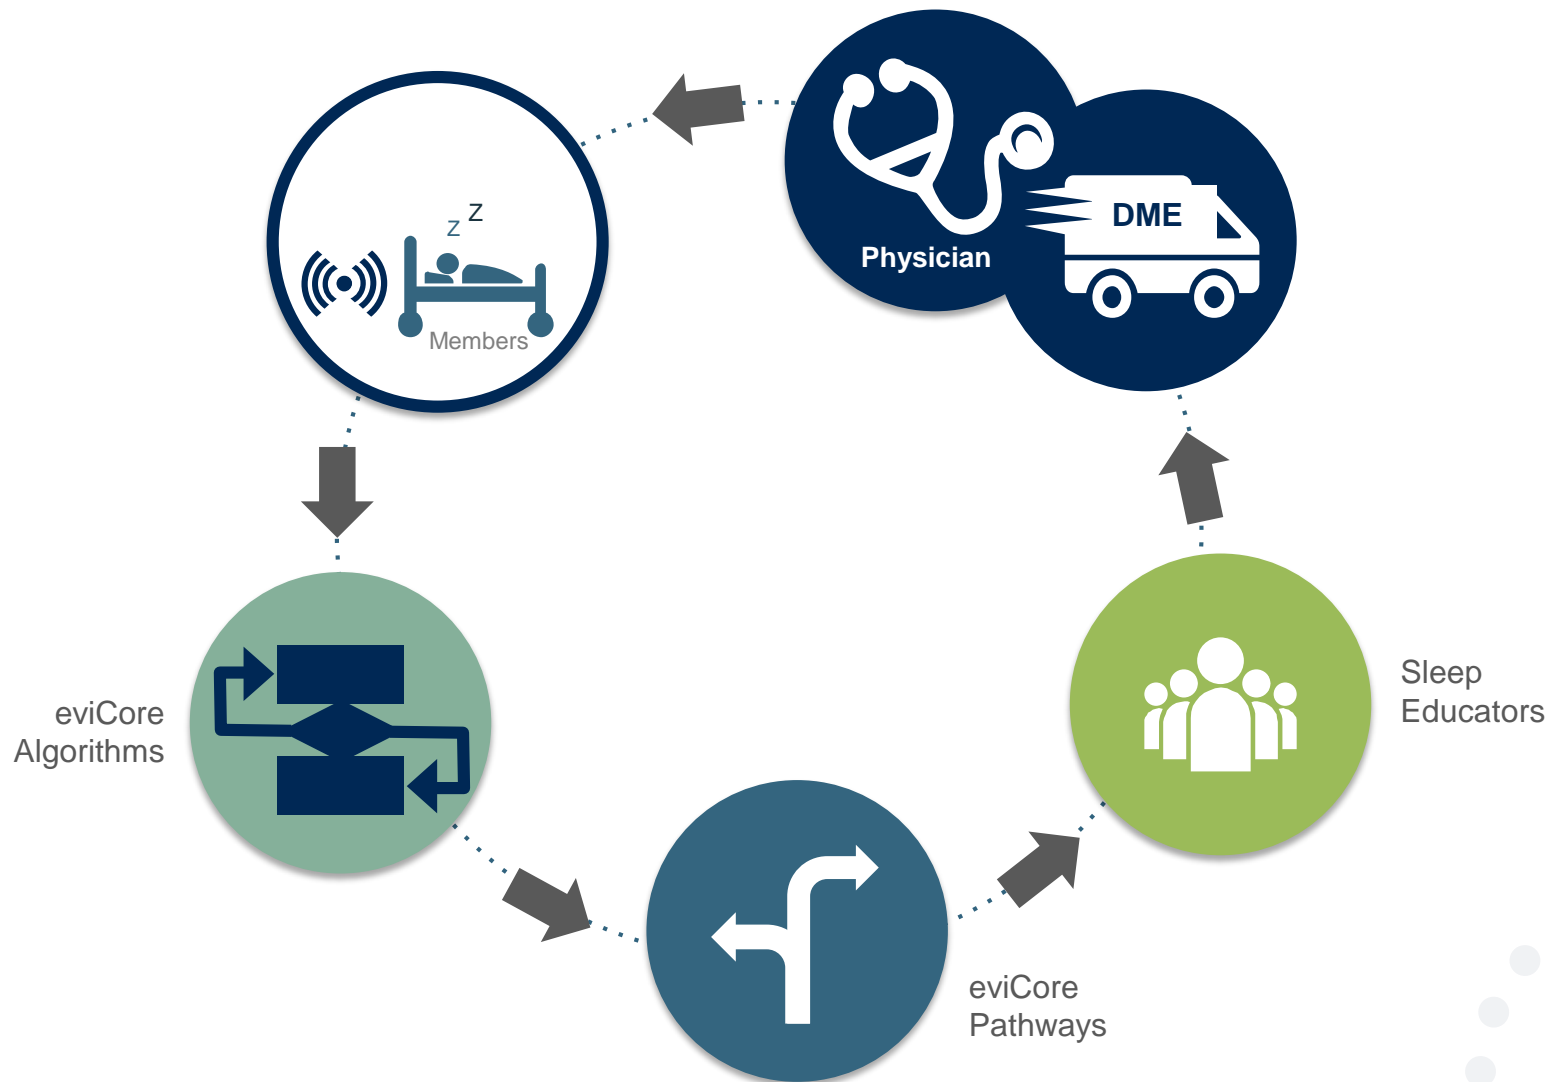 Z
Z
Members
Physician
DME
eviCore
Algorithms
Sleep
Educators
eviCore
Pathways